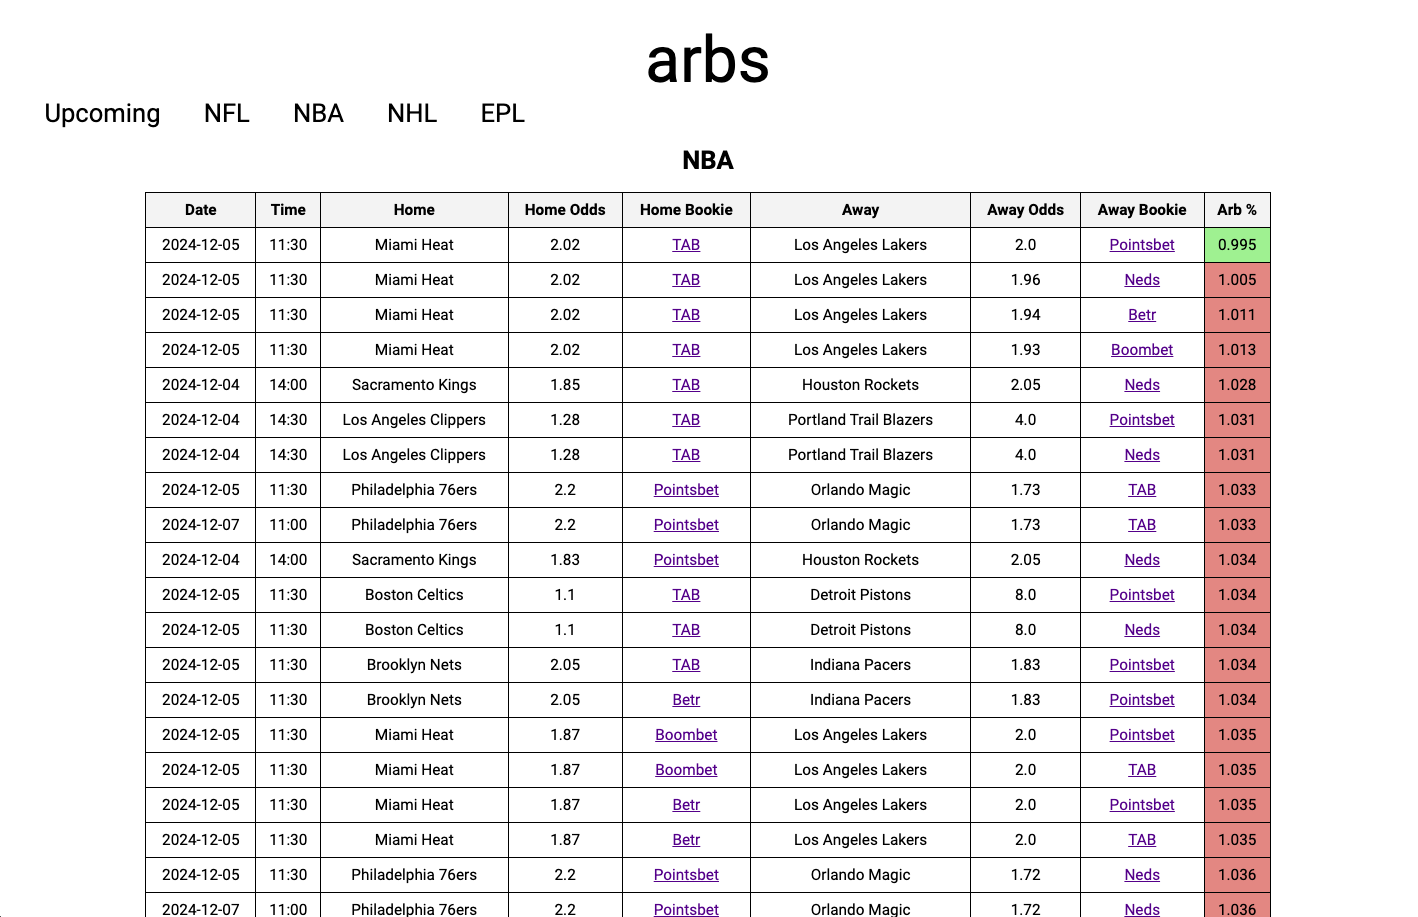 arbs
Upcoming NFL NBA NHL EPL
NBA
Date Time Home Home Odds Home Bookie Away Away Odds Away Bookie Arb %
2024-12-05 11:30 Miami Heat 2.02 TAB Los Angeles Lakers 2.0 Pointsbet 0.995
2024-12-05 11:30 Miami Heat 2.02 TAB Los Angeles Lakers 1.96 Neds 1.005
2024-12-05 11:30 Miami Heat 2.02 TAB Los Angeles Lakers 1.94 Betr 1.011
2024-12-05 11:30 Miami Heat 2.02 TAB Los Angeles Lakers 1.93 Boombet 1.013
2024-12-04 14:00 Sacramento Kings 1.85 TAB Houston Rockets 2.05 Neds 1.028
2024-12-04 14:30 Los Angeles Clippers 1.28 TAB Portland Trail Blazers 4.0 Pointsbet 1.031
2024-12-04 14:30 Los Angeles Clippers 1.28 TAB Portland Trail Blazers 4.0 Neds 1.031
2024-12-05 11:30 Philadelphia 76ers 2.2 Pointsbet Orlando Magic 1.73 TAB 1.033
2024-12-07 11:00 Philadelphia 76ers 2.2 Pointsbet Orlando Magic 1.73 TAB 1.033
2024-12-04 14:00 Sacramento Kings 1.83 Pointsbet Houston Rockets 2.05 Neds 1.034
2024-12-05 11:30 Boston Celtics 1.1 TAB Detroit Pistons 8.0 Pointsbet 1.034
2024-12-05 11:30 Boston Celtics 1.1 TAB Detroit Pistons 8.0 Neds 1.034
2024-12-05 11:30 Brooklyn Nets 2.05 TAB Indiana Pacers 1.83 Pointsbet 1.034
2024-12-05 11:30 Brooklyn Nets 2.05 Betr Indiana Pacers 1.83 Pointsbet 1.034
2024-12-05 11:30 Miami Heat 1.87 Boombet Los Angeles Lakers 2.0 Pointsbet 1.035
2024-12-05 11:30 Miami Heat 1.87 Boombet Los Angeles Lakers 2.0 TAB 1.035
2024-12-05 11:30 Miami Heat 1.87 Betr Los Angeles Lakers 2.0 Pointsbet 1.035
2024-12-05 11:30 Miami Heat 1.87 Betr Los Angeles Lakers 2.0 TAB 1.035
2024-12-05 11:30 Philadelphia 76ers 2.2 Pointsbet Orlando Magic 1.72 Neds 1.036
2024-12-07 11:00 Philadelphia 76ers 2.2 Pointsbet Orlando Magic 1.72 Neds 1.036